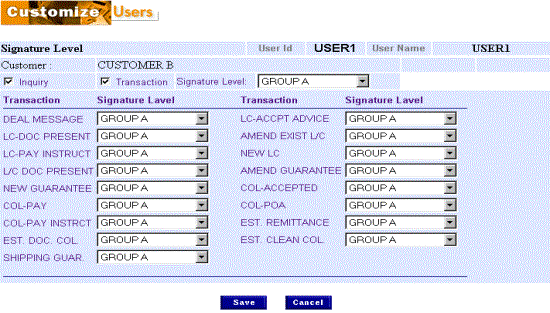 Customize Users
Signature Level User Id USER1 User Name USER1
Customer : CUSTOMER B
Inquiry Transaction Signature Level: GROUP A
Transaction Signature Lavel Transaction Signature Lavel
DEAL MESSAGE GROUP A LC-ACCPT ADVICE GROUP A
LC-DOC PRESENT GROUP A AMEND EXIST L/C GROUP A
LC-PAY INSTRUCT GROUP A NEW LC GROUP A
L/C DOC PRESENT GROUP A AMEND GUARANTEE GROUP A
NEW GUARANTEE GROUP A COL-ACCEPTED GROUP A
COL-PAY GROUP A COL-POA GROUP A
COL-PAY INSTRCT GROUP A EST. REMITTANCE GROUP A
EST. DOC. COL. GROUP A EST. CLEAN COL. GROUP A
SHIPPING GUAR. GROUP A
Save Cancel